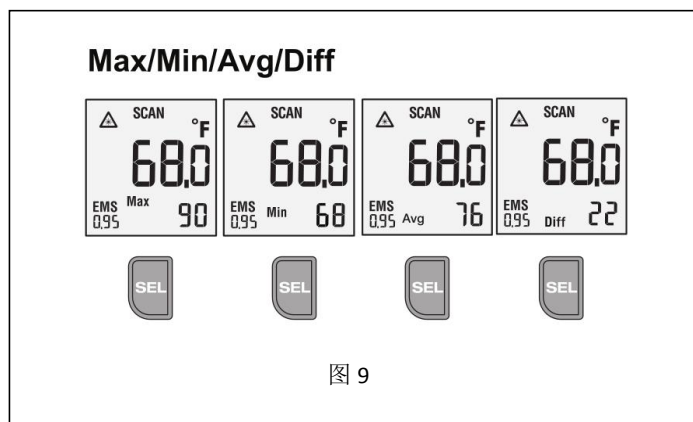 Max/Min/Avg/Diff
SCAN
°F
68.0
EMS
0.95
Max
90
SCAN
°F
68.0
EMS
0.95
Min
68
SCAN
°F
68.0
EMS
0.95
Avg
76
SCAN
°F
68.0
EMS
0.95
Diff
22
SEL
SEL
SEL
SEL
图 9